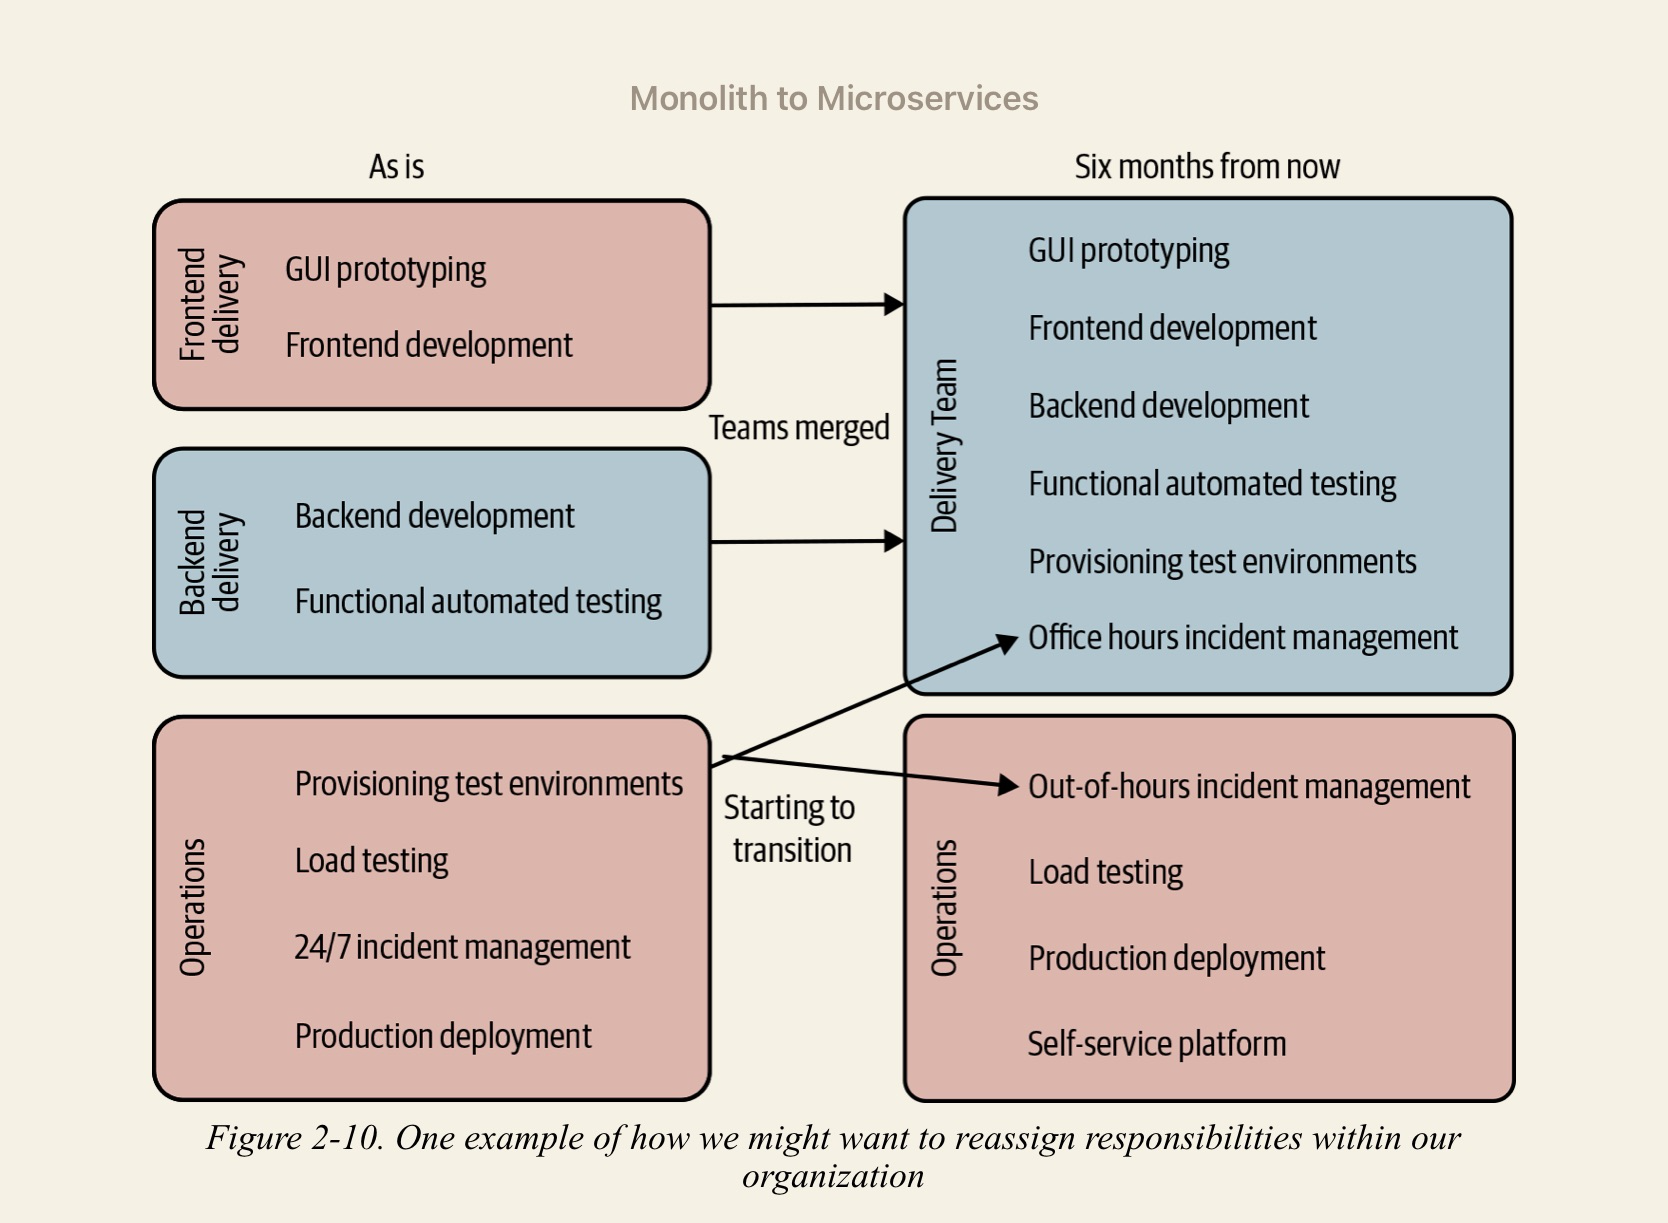 Monolith to Microservices
As is
Frontend
delivery
GUI prototyping
Frontend development
Backend
delivery
Backend development
Functional automated testing
Operations
Provisioning test environments
Load testing
24/7 incident management
Production deployment
Teams merged
Starting to
transition
Six months from now
Delivery Team
GUI prototyping
Frontend development
Backend development
Functional automated testing
Provisioning test environments
Office hours incident management
Operations
Out-of-hours incident management
Load testing
Production deployment
Self-service platform
Figure 2-10. One example of how we might want to reassign responsibilities within our
organization